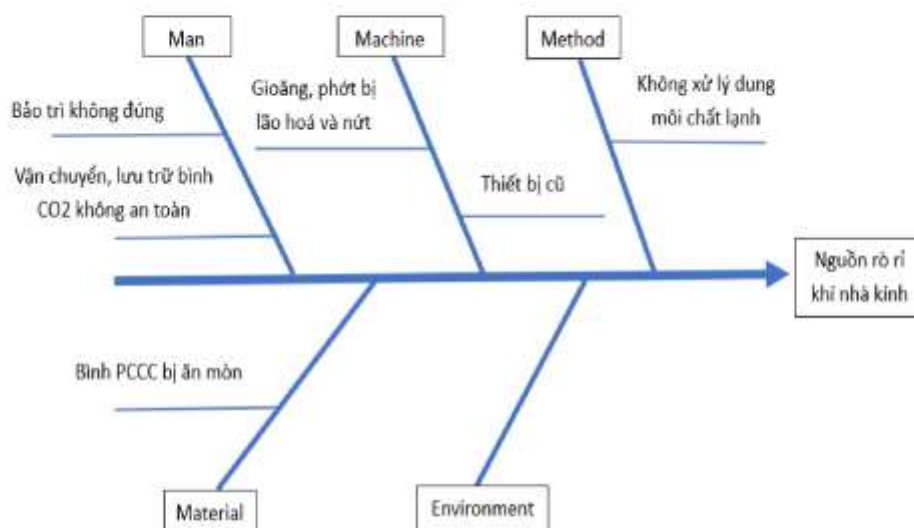 Man
Machine
Method
Bảo trì không đúng
Gioăng, phớt bị
lão hoá và nứt
Không xử lý dung
môi chất lạnh
Vận chuyển, lưu trữ bình
CO2 không an toàn
Thiết bị cũ
Nguồn rò rỉ
khí nhà kính
Bình PCCC bị ăn mòn
Material
Environment